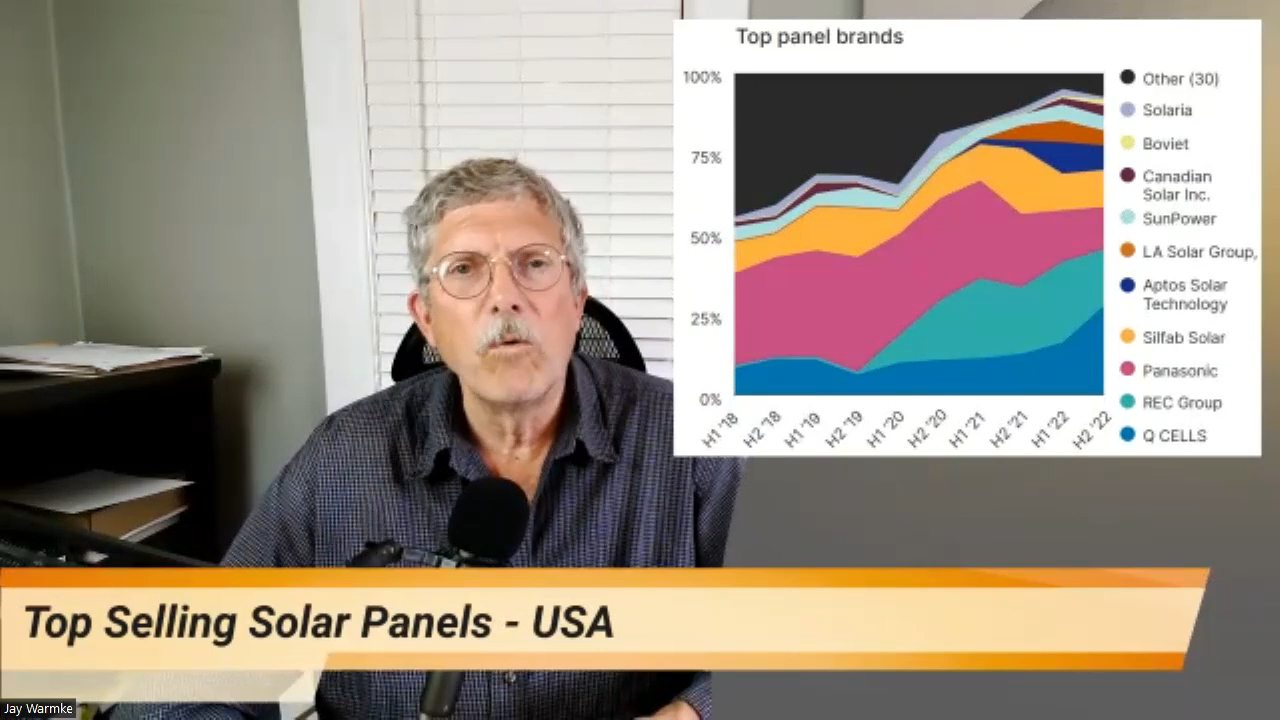 Top panel brands
100%
75%
50%
25%
0%
H1 '18
H2 '18
H1 '19
H2 '19
H1 '20
H2 '20
H1 '21
H2 '21
H1 '22
H2 '22
Other (30)
Solaria
Boviet
Canadian
Solar Inc.
SunPower
LA Solar Group,
Aptos Solar
Technology
Silfab Solar
Panasonic
REC Group
Q CELLS
Top Selling Solar Panels - USA
Jay Warmke